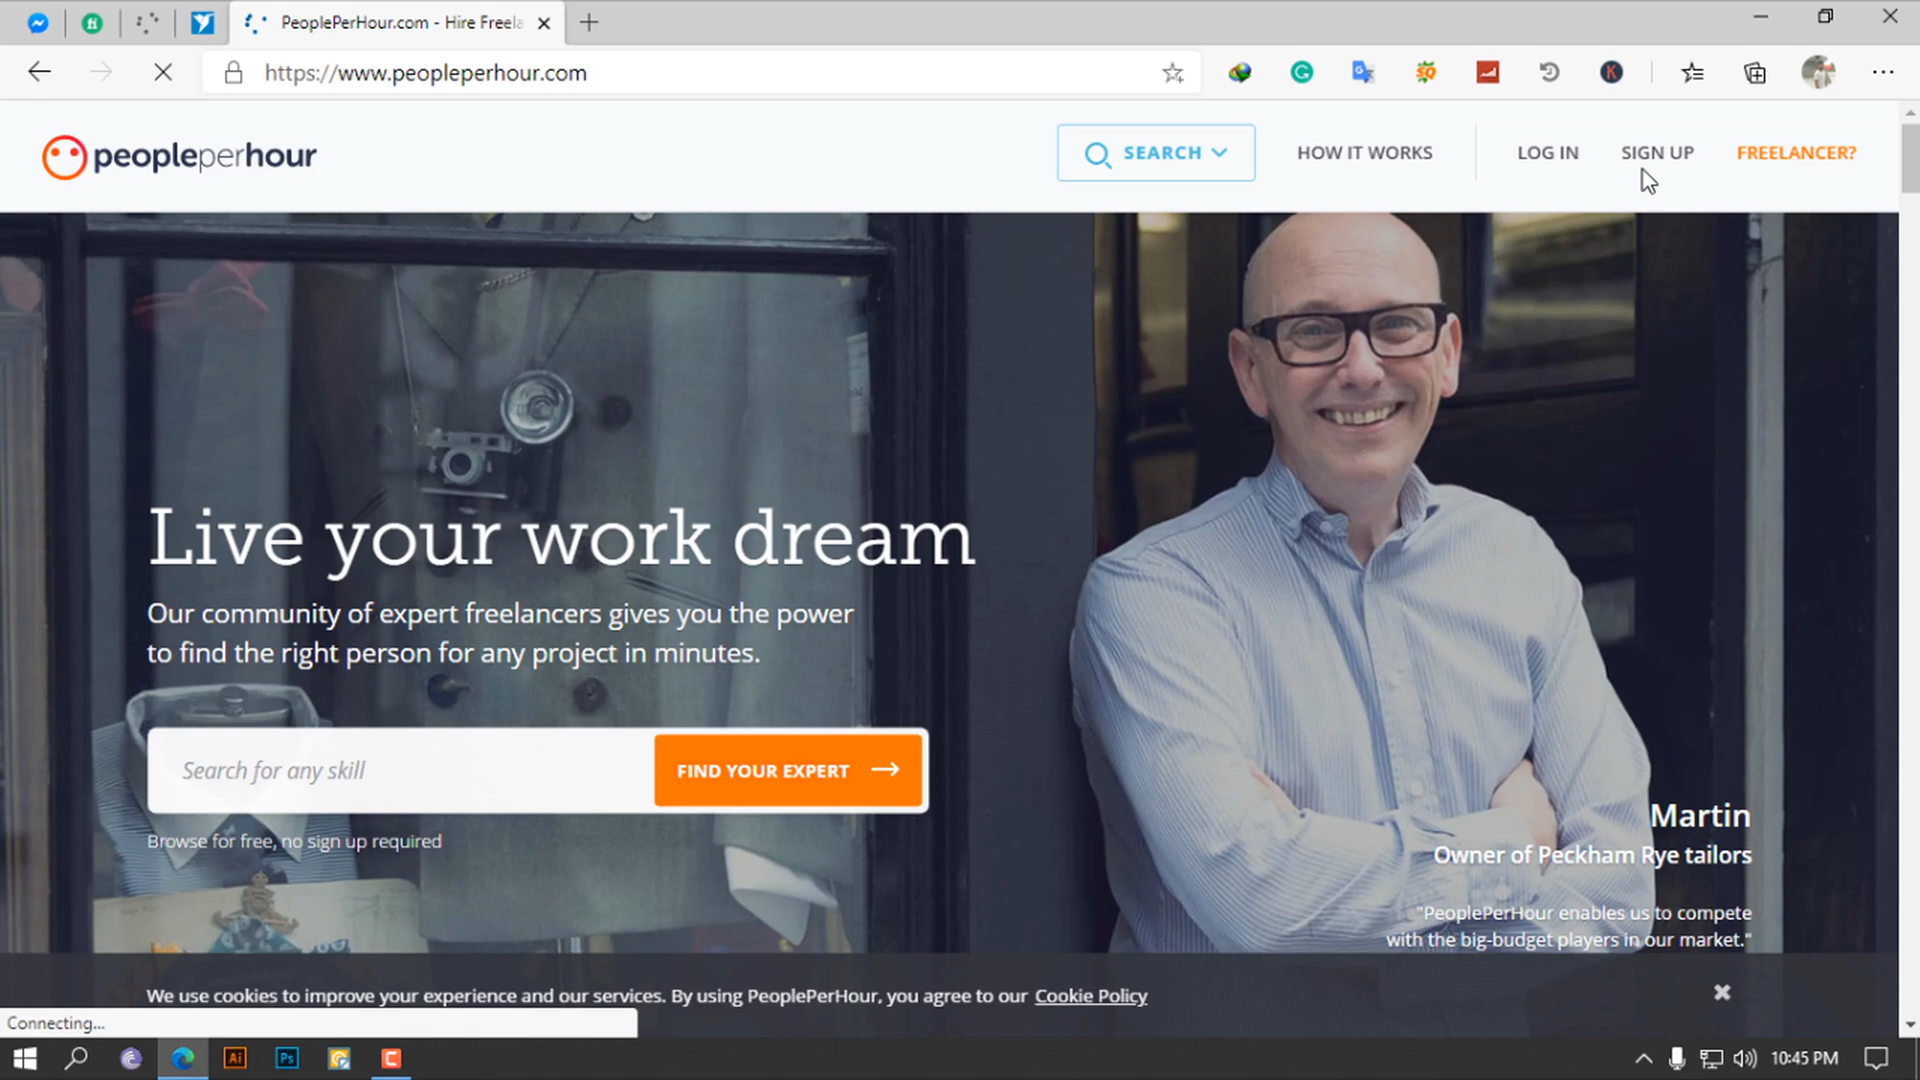 PeoplePerHour.com - Hire Freela
https://www.peopleperhour.com
peopleperhour
SEARCH
HOW IT WORKS
LOG IN
SIGN UP
FREELANCER?
Live your work dream
Our community of expert freelancers gives you the power
to find the right person for any project in minutes.
Search for any skill
FIND YOUR EXPERT
Browse for free, no sign up required
Martin
Owner of Peckham Rye tailors
"PeoplePerHour enables us to compete
with the big-budget players in our market."
We use cookies to improve your experience and our services. By using PeoplePerHour, you agree to our Cookie Policy
Connecting...
10:45 PM